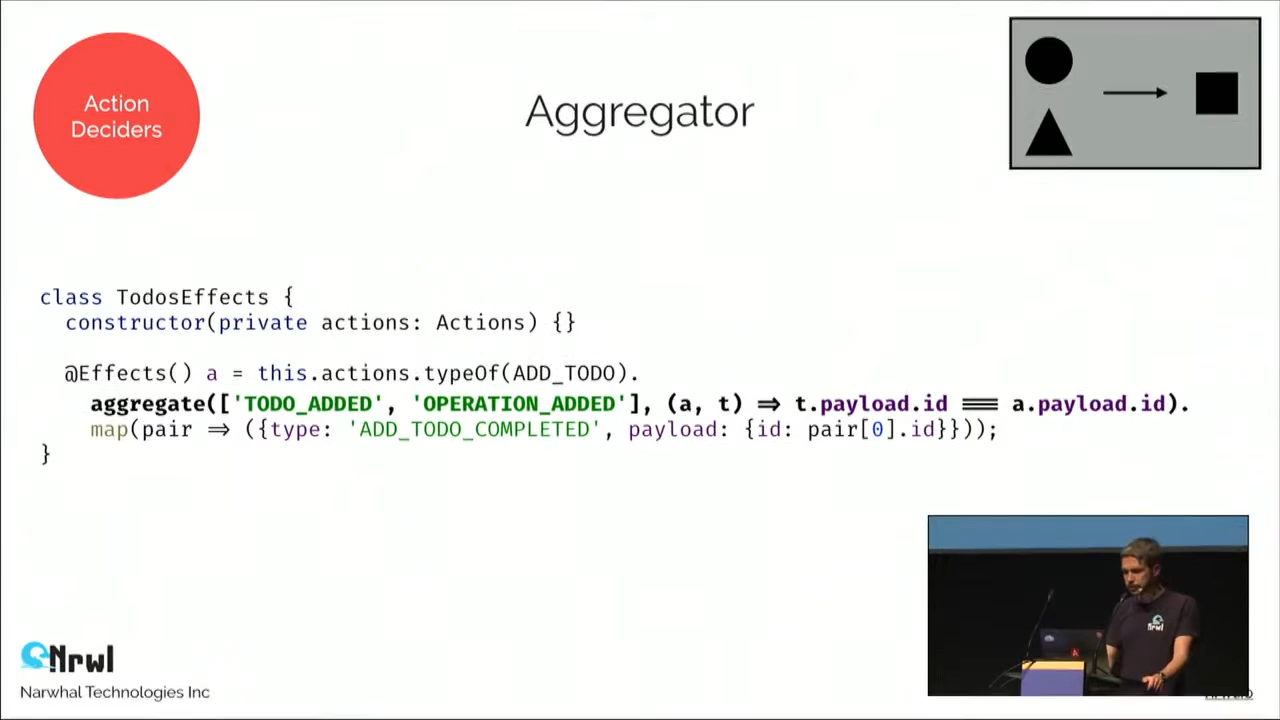 Action
Deciders
Aggregator
class TodosEffects {
constructor(private actions: Actions) {}
@Effects() a = this.actions.typeOf(ADD_TODO).
aggregate(['TODO_ADDED', 'OPERATION_ADDED'], (a, t) => t.payload.id === a.payload.id).
map(pair => ({type: 'ADD_TODO_COMPLETED', payload: {id: pair[0].id}}));
}
Nrwl
Narwhal Technologies Inc
Nrwl